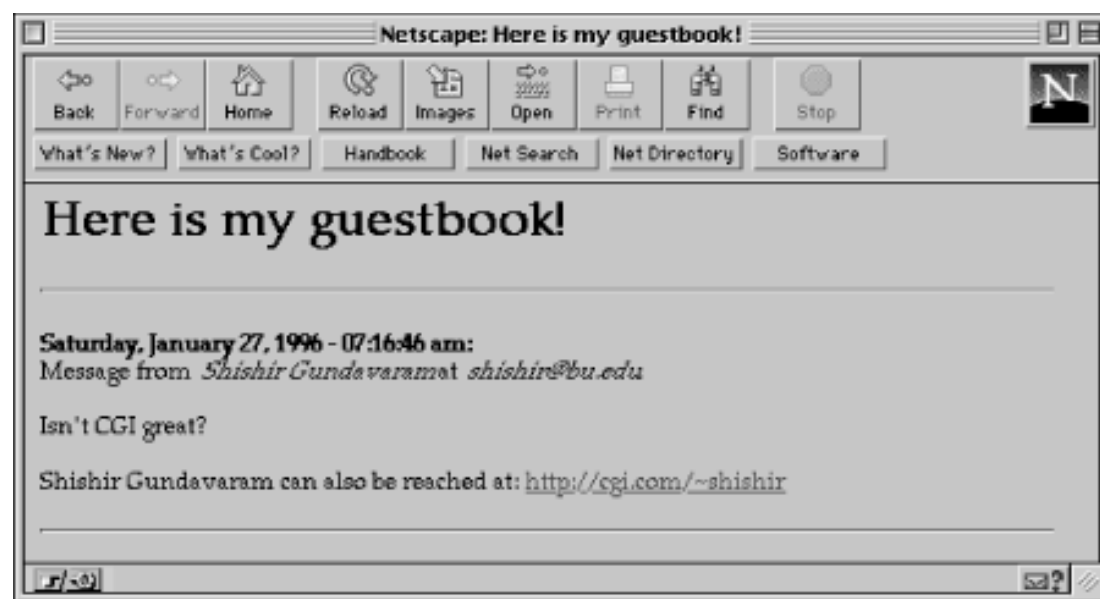 Netscape: Here is my guestbook!
Back Forward Home Reload Images Open Print Find Stop
N
What's New? What's Cool? Handbook Net Search Net Directory Software
Here is my guestbook!
Saturday, January 27, 1996 - 07:16:46 am:
Message from Shishir Gundavaramat shishir@bu.edu
Isn't CGI great?
Shishir Gundavaram can also be reached at: http://cgi.com/~shishir
?